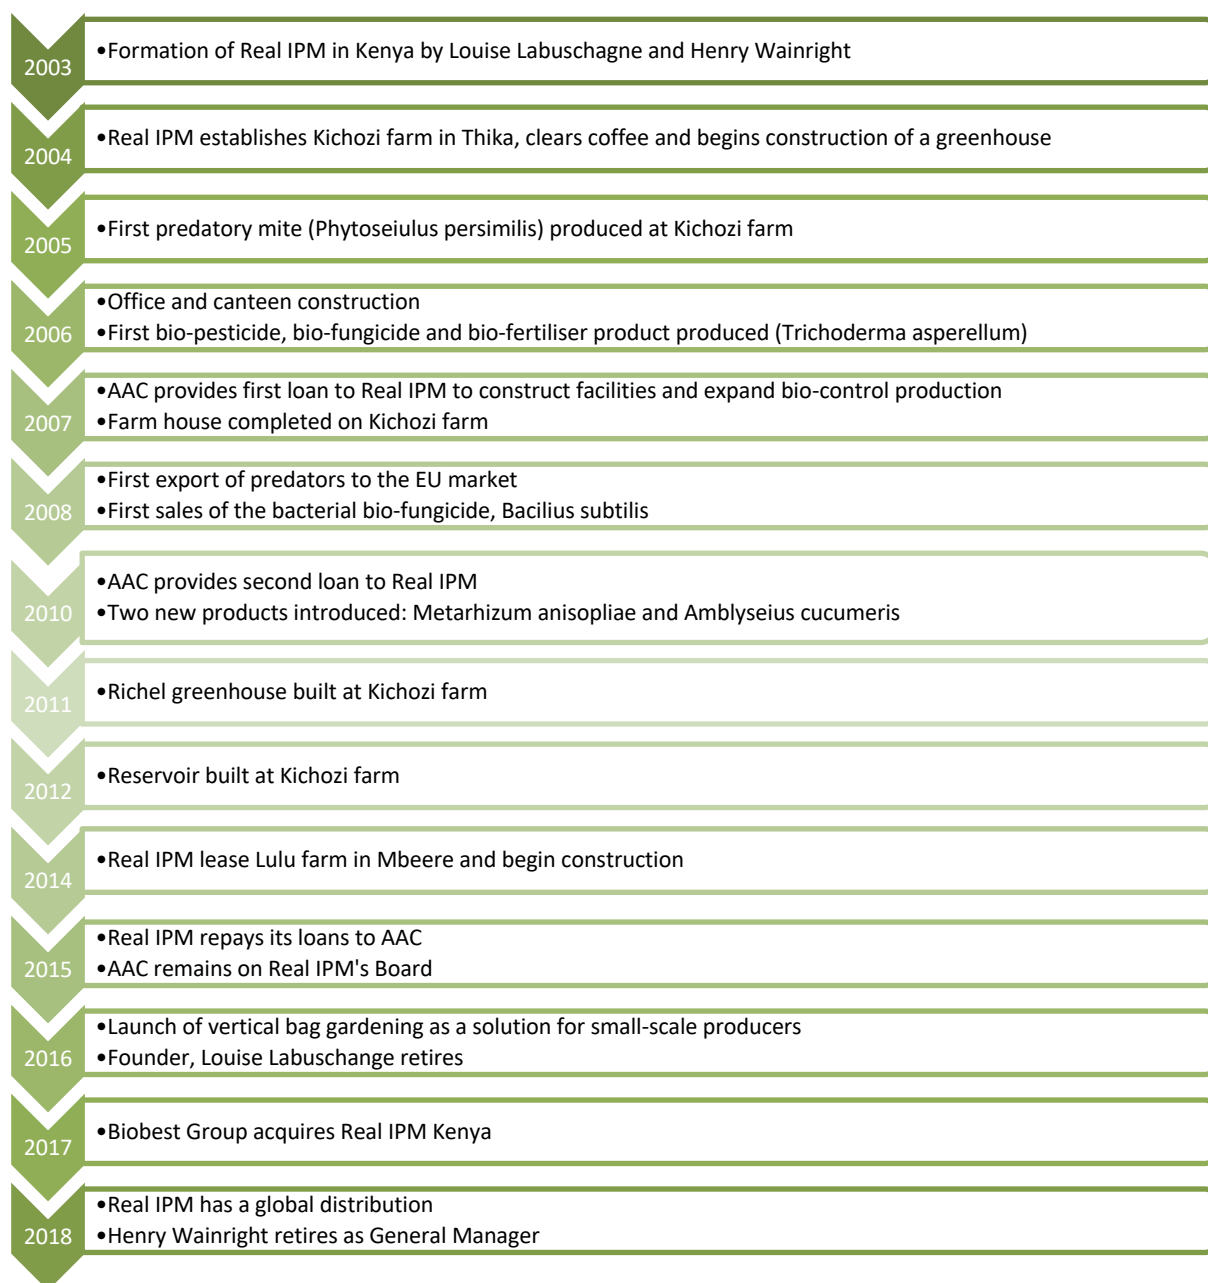 2003
•Formation of Real IPM in Kenya by Louise Labuschagne and Henry Wainright
2004
•Real IPM establishes Kichozi farm in Thika, clears coffee and begins construction of a greenhouse
2005
•First predatory mite (Phytoseiulus persimilis) produced at Kichozi farm
2006
•Office and canteen construction
•First bio-pesticide, bio-fungicide and bio-fertiliser product produced (Trichoderma asperellum)
2007
•AAC provides first loan to Real IPM to construct facilities and expand bio-control production
•Farm house completed on Kichozi farm
2008
•First export of predators to the EU market
•First sales of the bacterial bio-fungicide, Bacilius subtilis
2010
•AAC provides second loan to Real IPM
•Two new products introduced: Metarhizum anisopliae and Amblyseius cucumeris
2011
•Richel greenhouse built at Kichozi farm
2012
•Reservoir built at Kichozi farm
2014
•Real IPM lease Lulu farm in Mbeere and begin construction
2015
•Real IPM repays its loans to AAC
•AAC remains on Real IPM's Board
2016
•Launch of vertical bag gardening as a solution for small-scale producers
•Founder, Louise Labuschange retires
2017
•Biobest Group acquires Real IPM Kenya
2018
•Real IPM has a global distribution
•Henry Wainright retires as General Manager